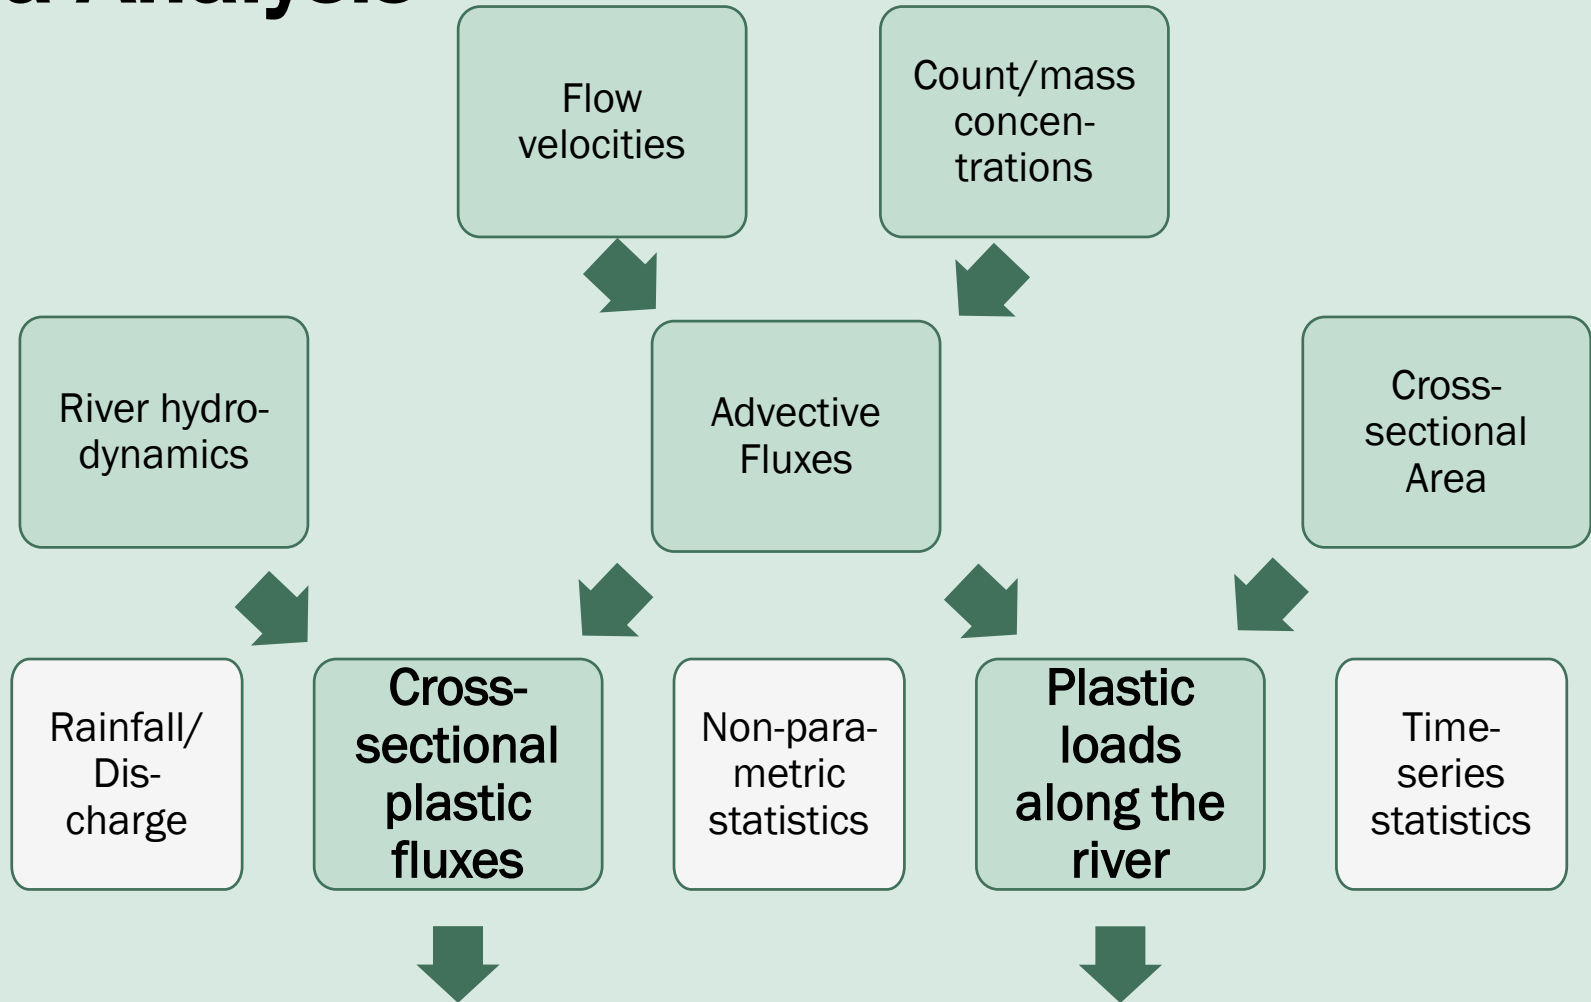 a Analysis
Flow
velocities
Count/mass
concen-
trations
River hydro-
dynamics
Advective
Fluxes
Cross-
sectional
Area
Rainfall/
Dis-
charge
Cross-
sectional
plastic
fluxes
Non-para-
metric
statistics
Plastic
loads
along the
river
Time-
series
statistics